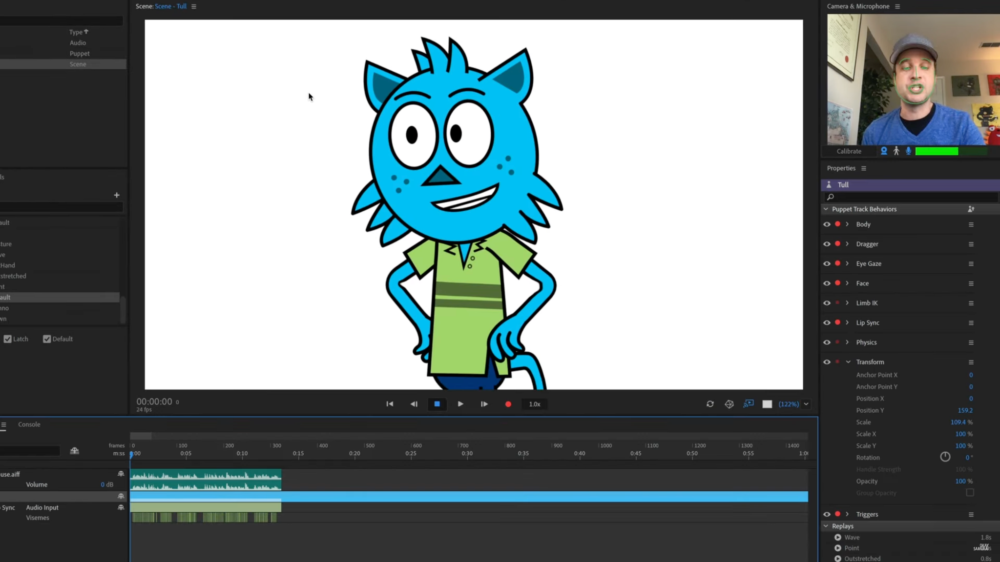 Scene: Scene - Tull
Camera & Microphone
Type
Audio
Puppet
Scene
Calibrate
Properties
Tull
ls
ault
sture
ve
tHand
tstretched
nt
ault
nno
wn
Latch
Default
Puppet Track Behaviors
Body
Dragger
Eye Gaze
Face
Limb IK
Lip Sync
Physics
Transform
Anchor Point X 0
Anchor Point Y 0
Position X 0
Position Y 159.2
Scale 109.4 %
Scale X 100 %
Scale Y 100 %
Rotation 0 °
Handle Strength 100 %
Opacity 100 %
Group Opacity
Triggers
Replays
Wave 1.8s
Point
Outstretched 0.8s
OKAY
SAMURAI
00:00:00 0
24 fps
1.0x
(122%)
Console
frames 0 100 200 300 400 500 600 700 800 900 1000 1100 1200 1300 1400
m:ss 0:00 0:05 0:10 0:15 0:20 0:25 0:30 0:35 0:40 0:45 0:50 0:55 1:0
use.aiff
Volume 0 dB
Sync Audio Input
Visemes